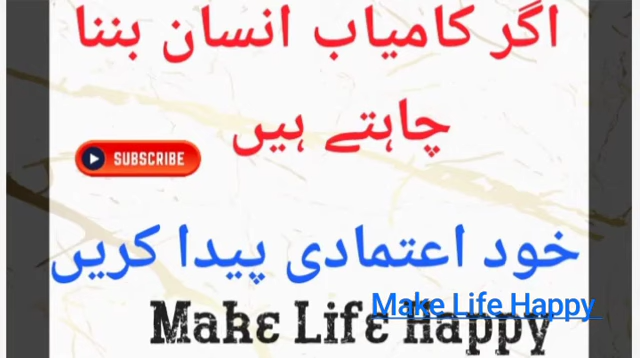 اگر کامیاب انسان بننا
چاہتے ہیں
SUBSCRIBE
خود اعتمادی پیدا کریں
Make Life Happy
Make Life Happy